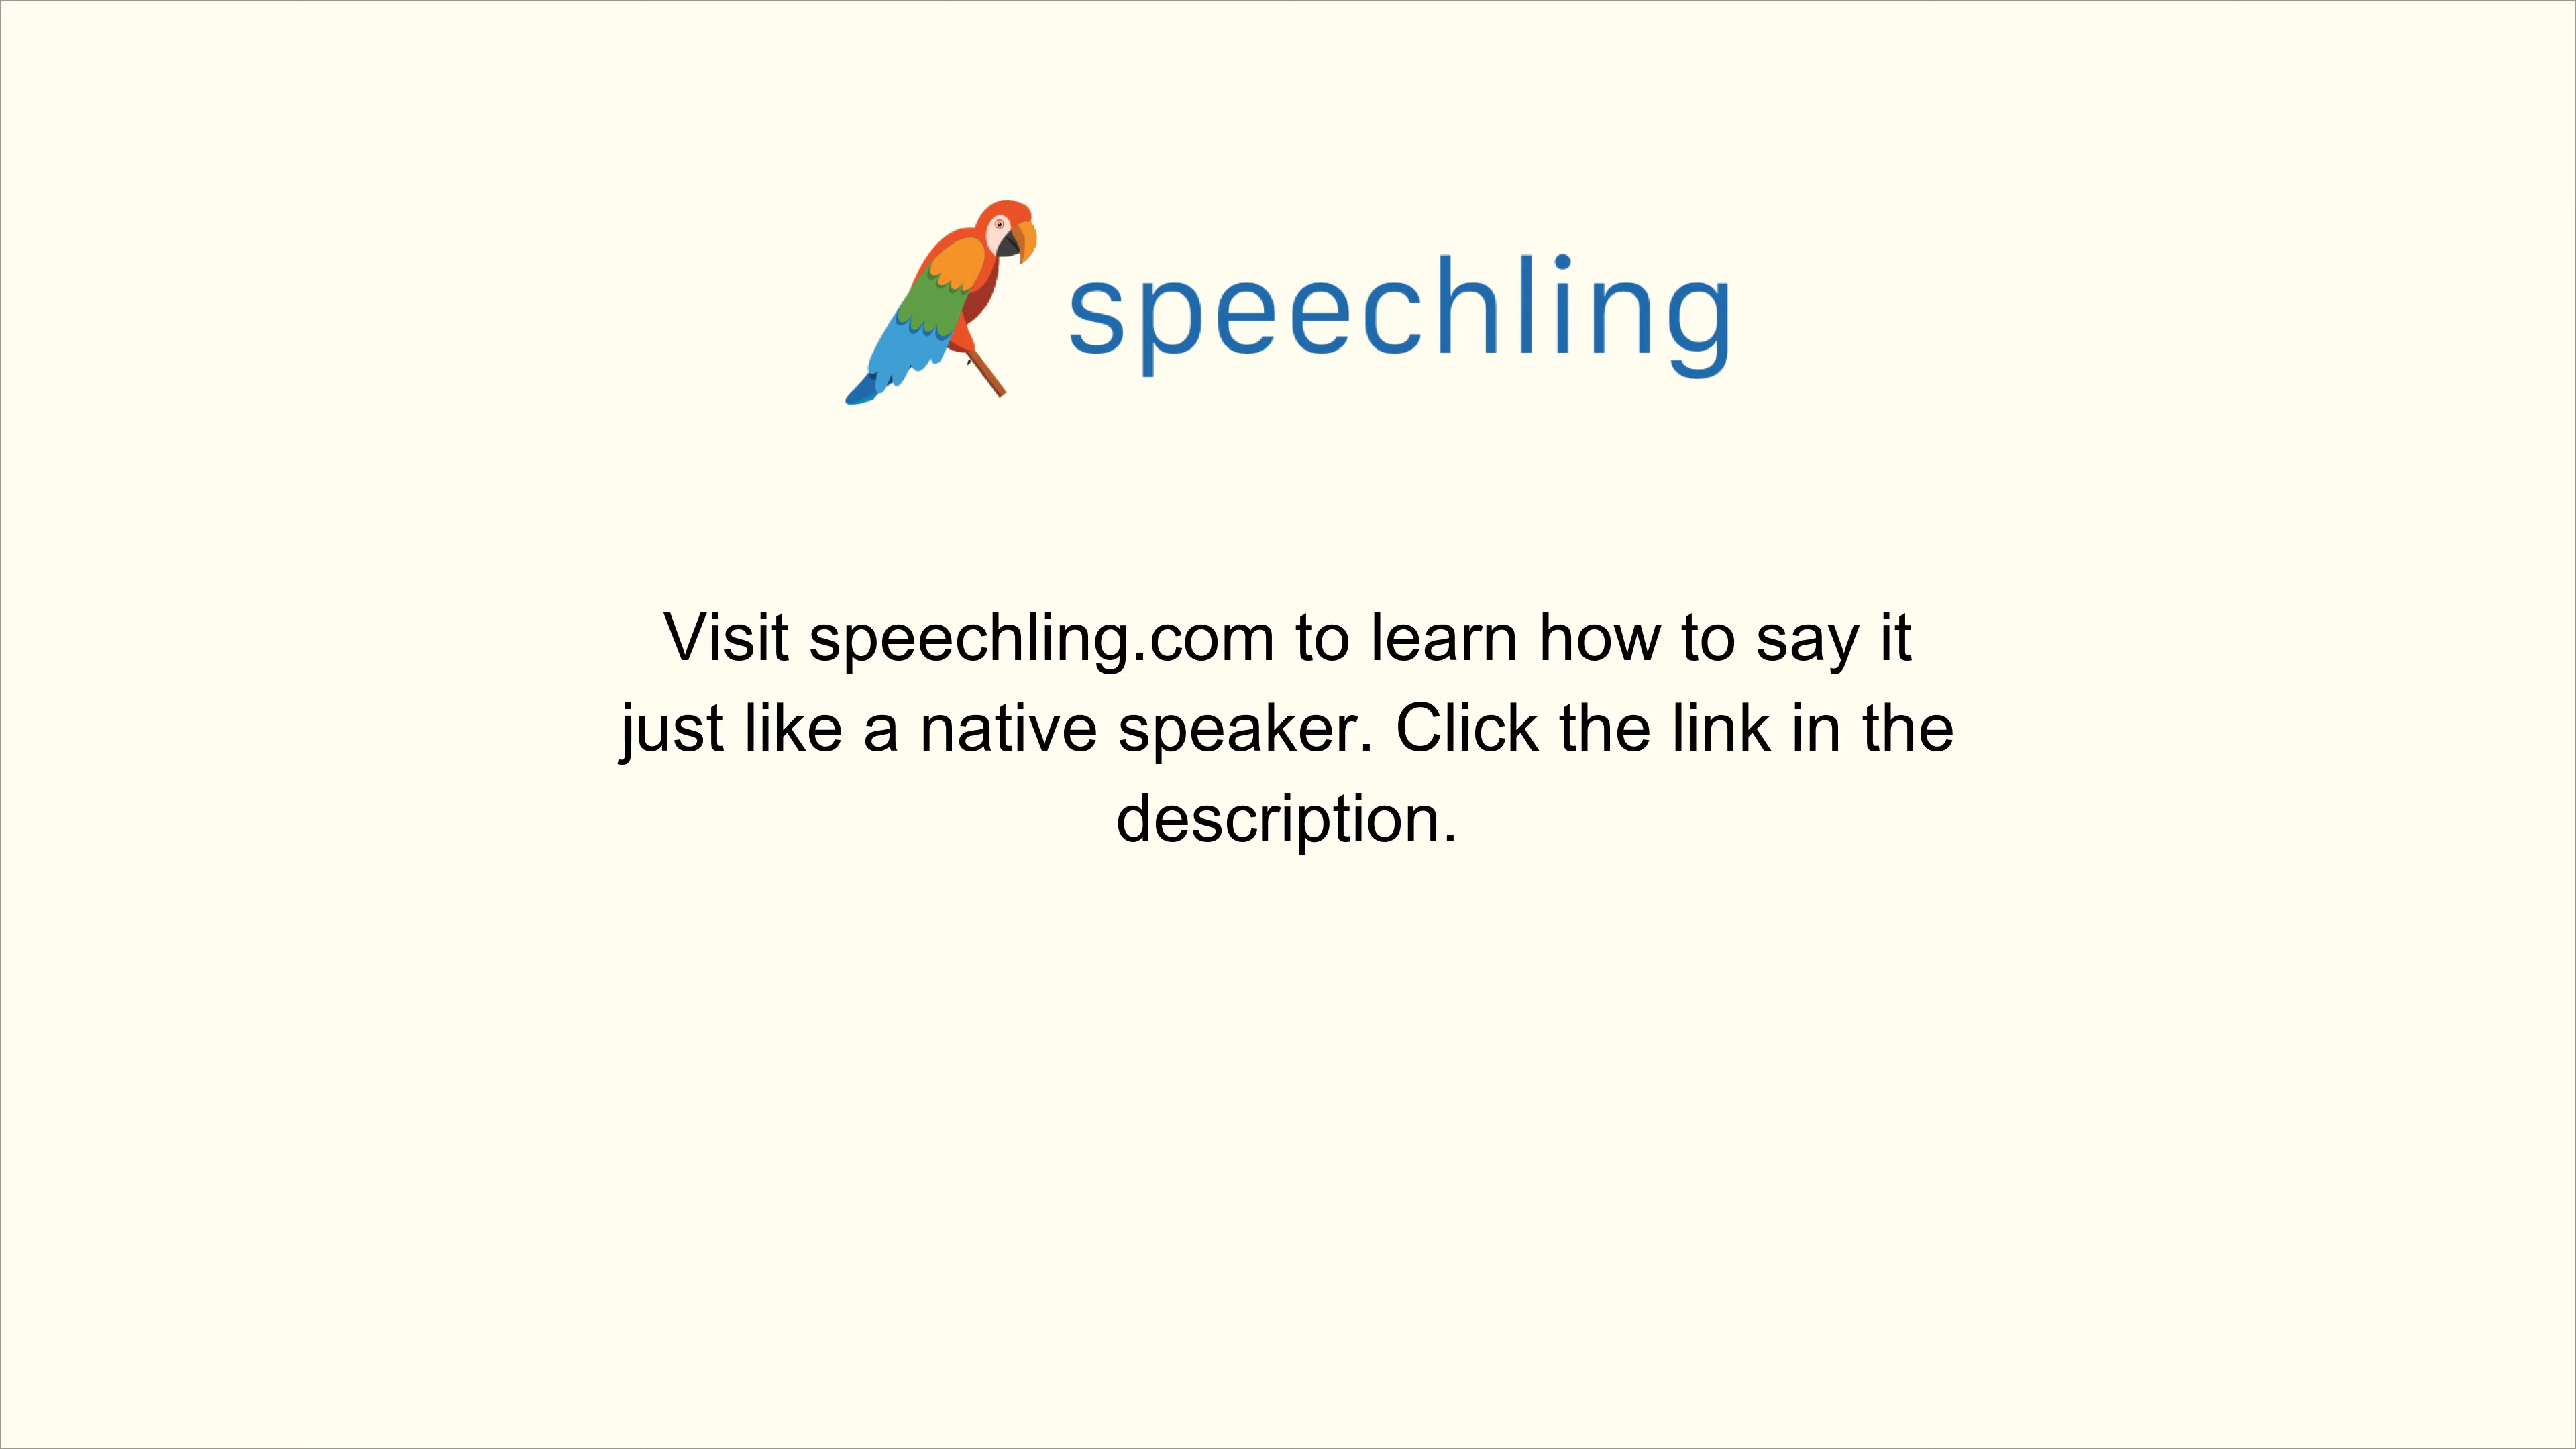 speechling
Visit speechling.com to learn how to say it
just like a native speaker. Click the link in the
description.